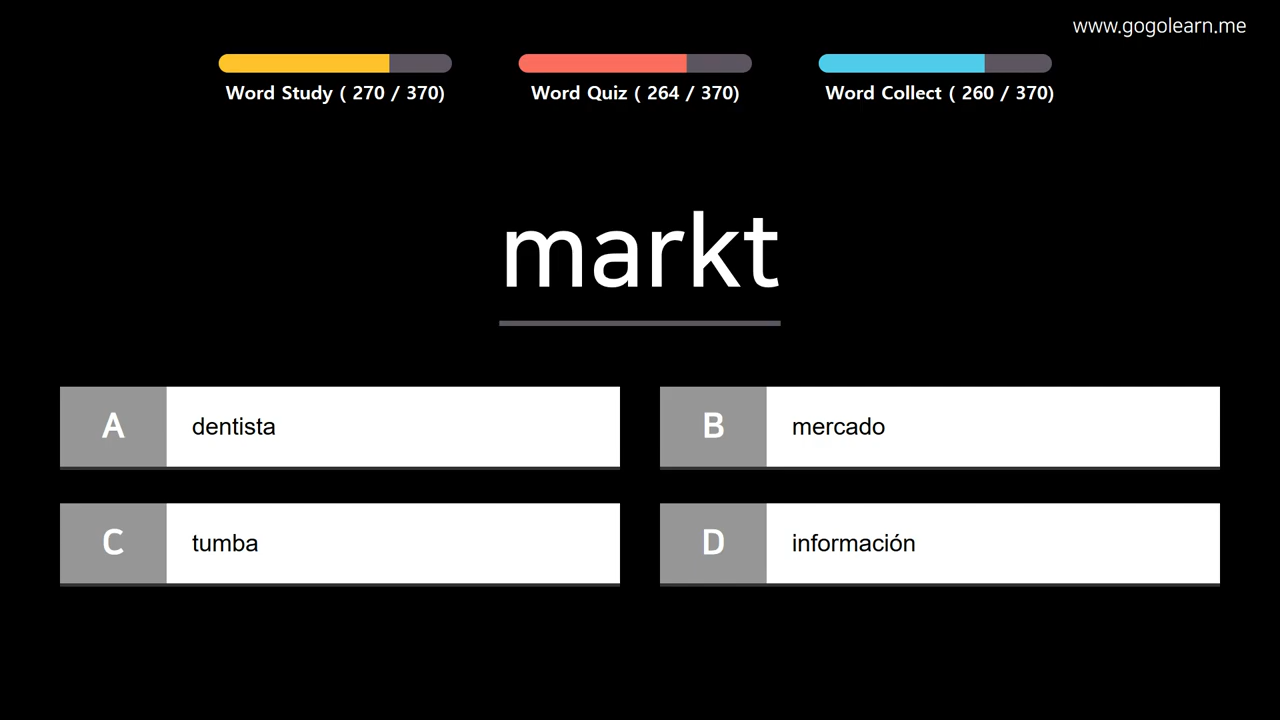 www.gogolearn.me
Word Study ( 270 / 370)
Word Quiz ( 264 / 370)
Word Collect ( 260 / 370)
markt
A dentista
B mercado
C tumba
D información